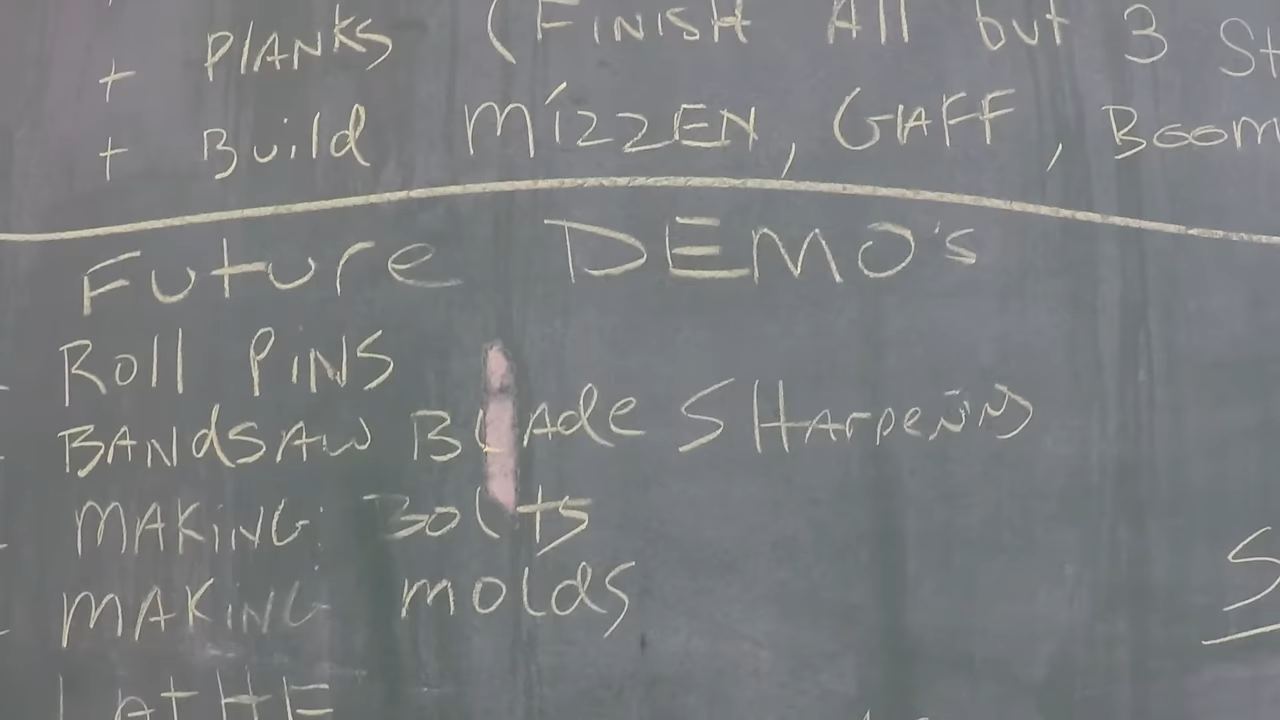 + PLANKS (FINISH All but 3 St
+ Build MizzEN, GAFF, BOOM
Future DEMO's
- ROll PiNS
- BANdSAW BLAde SHArpeniNg
- MAKiNG Bolts
- MAKiNG molds
LATHE